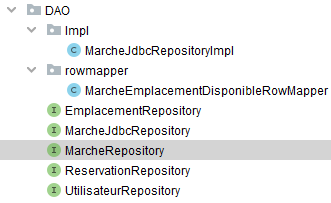 DAO
Impl
C MarcheJdbcRepositoryImpl
rowmapper
C MarcheEmplacementDisponibleRowMapper
I EmplacementRepository
I MarcheJdbcRepository
I MarcheRepository
I ReservationRepository
I UtilisateurRepository